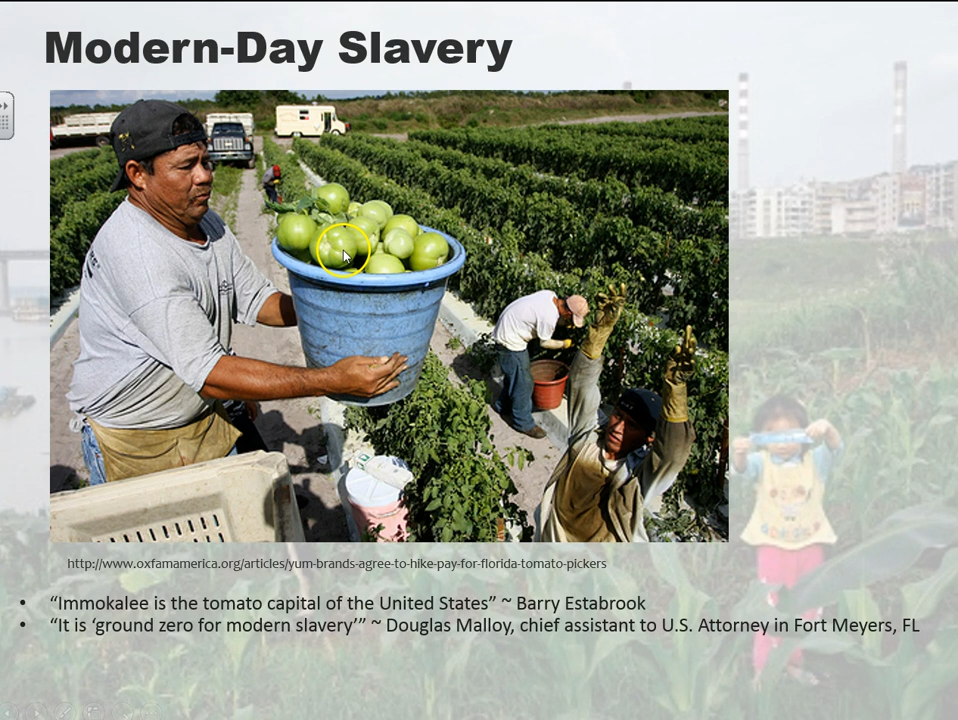 Modern-Day Slavery
http://www.oxfamamerica.org/articles/yum-brands-agree-to-hike-pay-for-florida-tomato-pickers
• “Immokalee is the tomato capital of the United States” ~ Barry Estabrook
• “It is ‘ground zero for modern slavery’” ~ Douglas Malloy, chief assistant to U.S. Attorney in Fort Meyers, FL